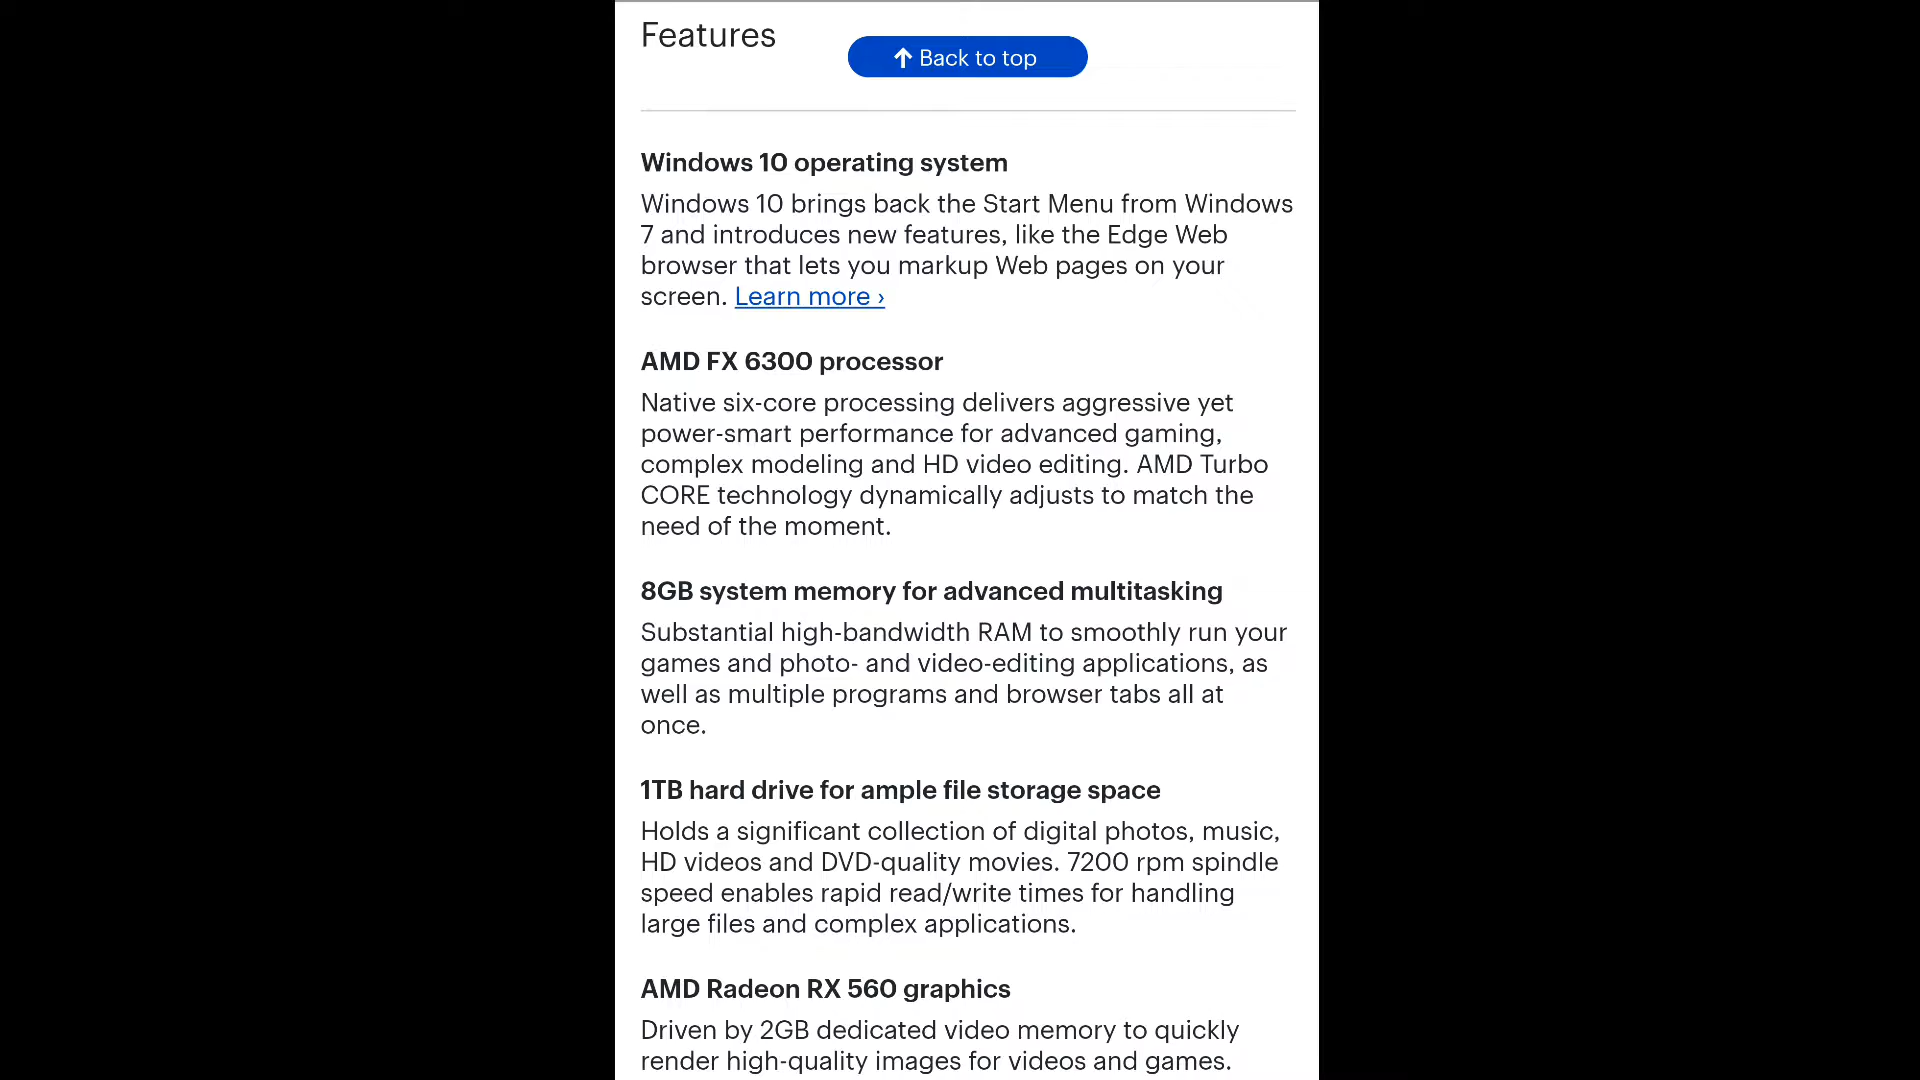 Features
↑ Back to top
Windows 10 operating system
Windows 10 brings back the Start Menu from Windows
7 and introduces new features, like the Edge Web
browser that lets you markup Web pages on your
screen. Learn more ›
AMD FX 6300 processor
Native six-core processing delivers aggressive yet
power-smart performance for advanced gaming,
complex modeling and HD video editing. AMD Turbo
CORE technology dynamically adjusts to match the
need of the moment.
8GB system memory for advanced multitasking
Substantial high-bandwidth RAM to smoothly run your
games and photo- and video-editing applications, as
well as multiple programs and browser tabs all at
once.
1TB hard drive for ample file storage space
Holds a significant collection of digital photos, music,
HD videos and DVD-quality movies. 7200 rpm spindle
speed enables rapid read/write times for handling
large files and complex applications.
AMD Radeon RX 560 graphics
Driven by 2GB dedicated video memory to quickly
render high-quality images for videos and games.